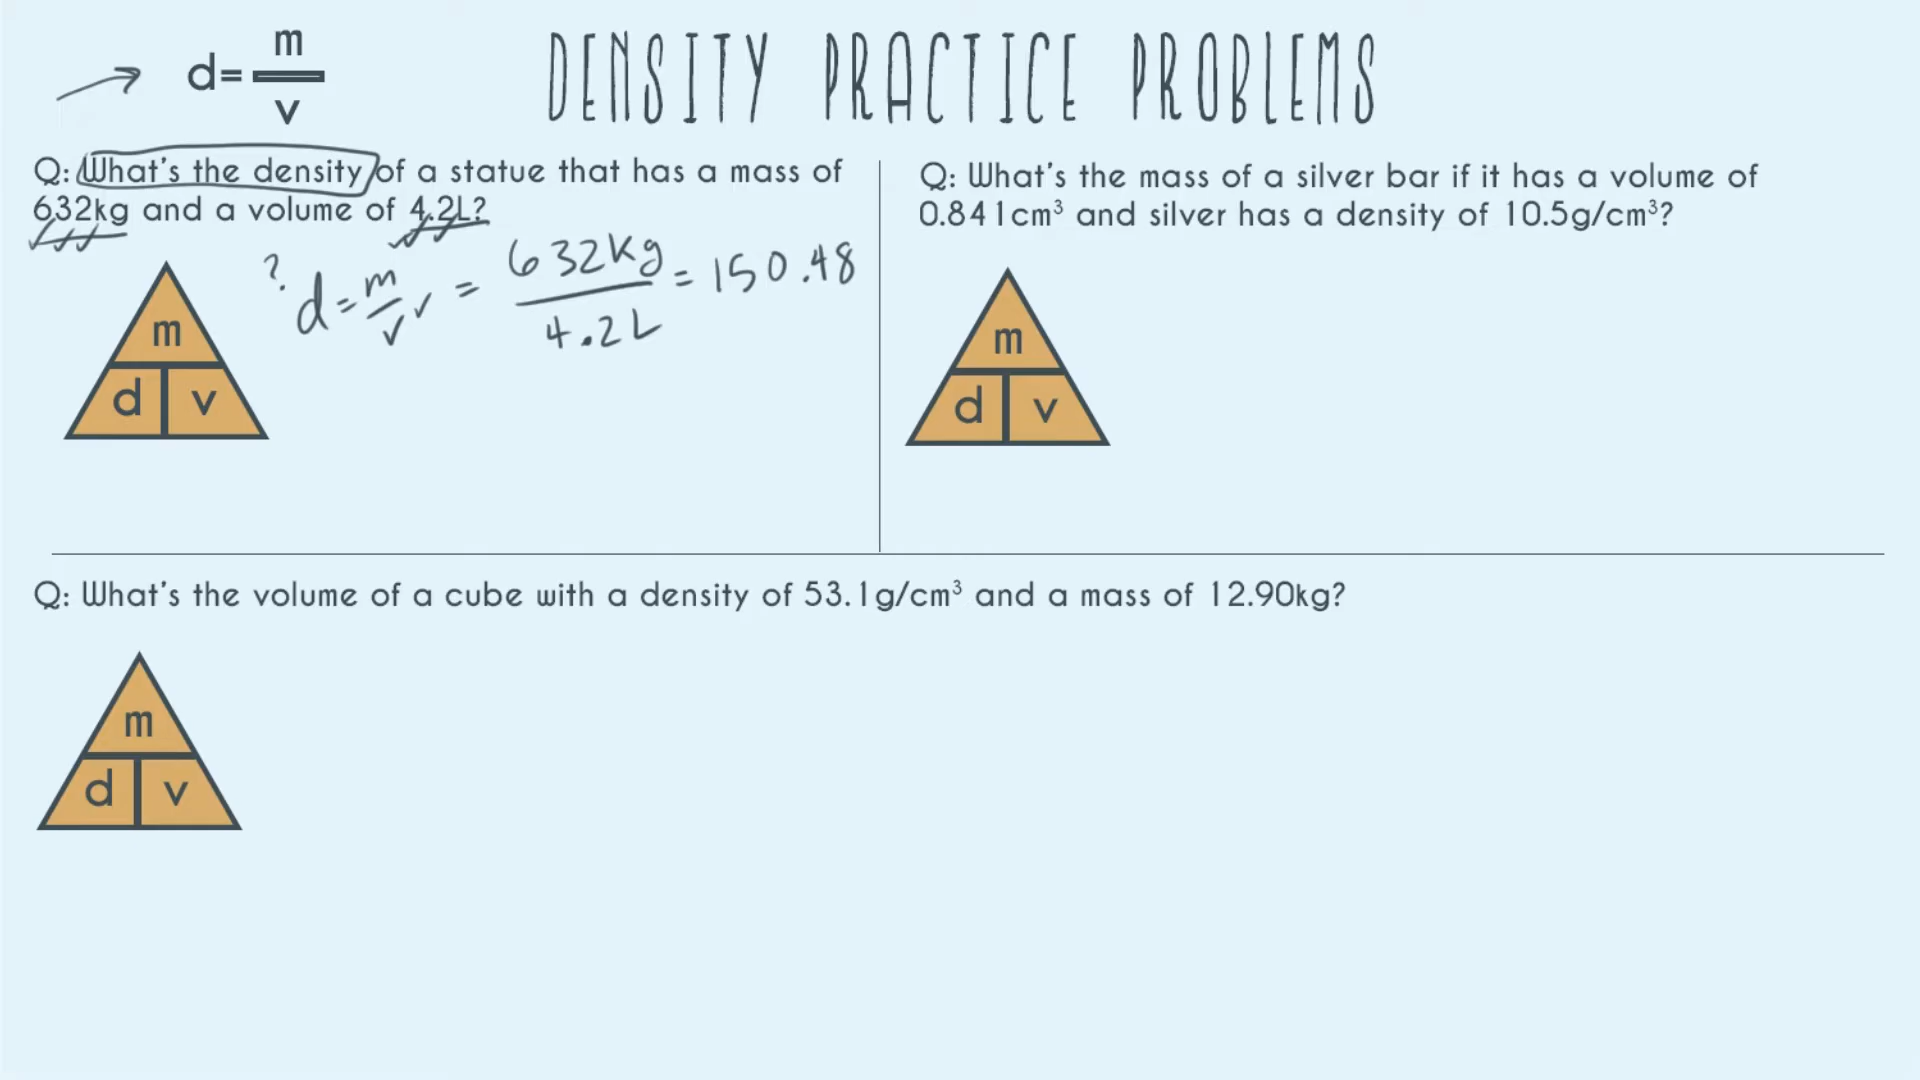 d= m
v
DENSITY PRACTICE PROBLEMS
Q: What's the density of a statue that has a mass of
632kg and a volume of 4.2L?
? d = m/v ✓ = 632kg/4.2L = 150.48
m
d v
Q: What's the mass of a silver bar if it has a volume of
0.841cm³ and silver has a density of 10.5g/cm³?
m
d v
Q: What's the volume of a cube with a density of 53.1g/cm³ and a mass of 12.90kg?
m
d v